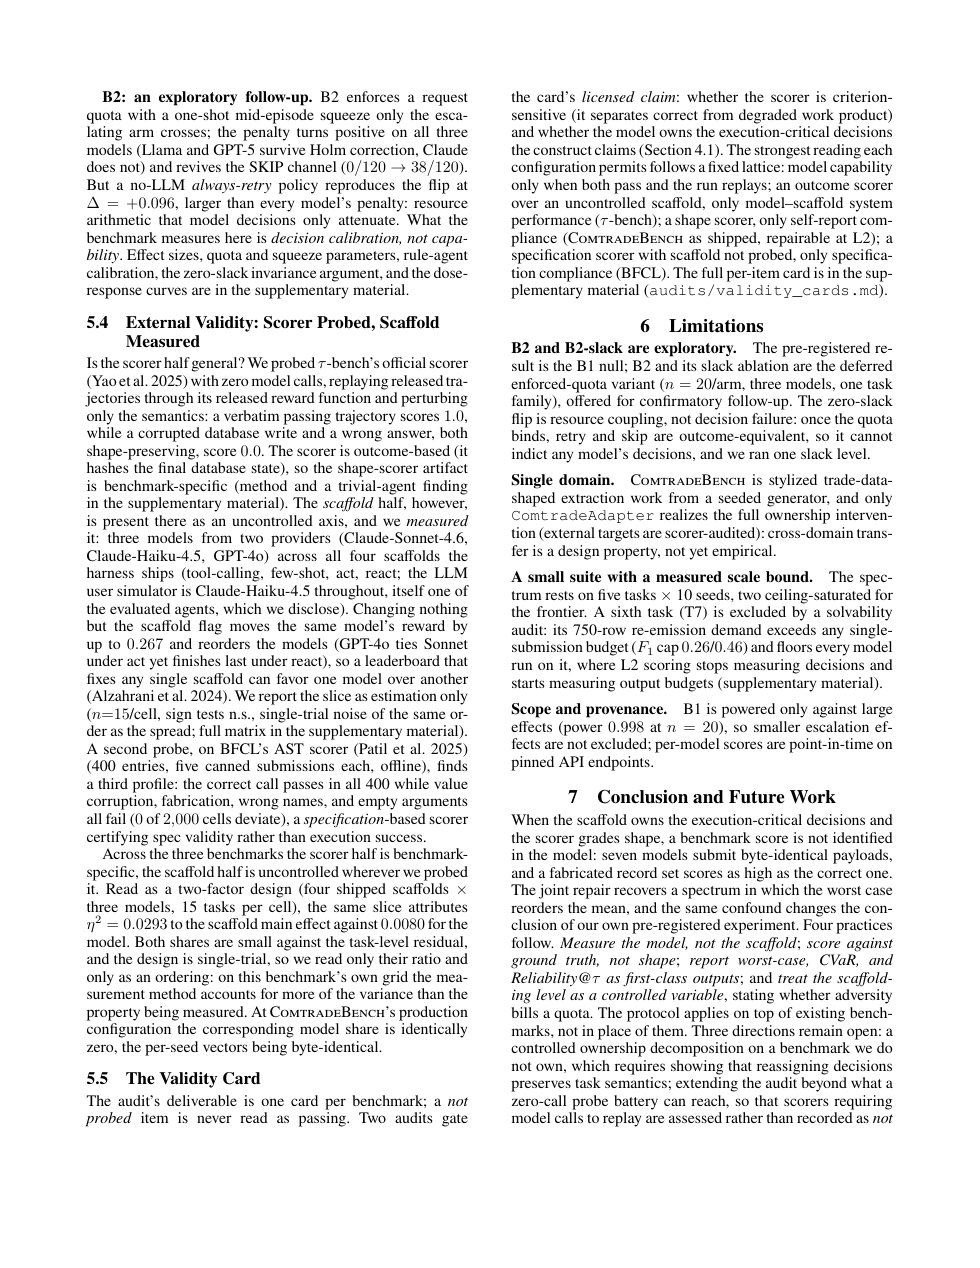 B2: an exploratory follow-up. B2 enforces a request
quota with a one-shot mid-episode squeeze only the esca-
lating arm crosses; the penalty turns positive on all three
models (Llama and GPT-5 survive Holm correction, Claude
does not) and revives the SKIP channel (0/120 → 38/120).
But a no-LLM always-retry policy reproduces the flip at
Δ = +0.096, larger than every model's penalty: resource
arithmetic that model decisions only attenuate. What the
benchmark measures here is decision calibration, not capa-
bility. Effect sizes, quota and squeeze parameters, rule-agent
calibration, the zero-slack invariance argument, and the dose-
response curves are in the supplementary material.
5.4 External Validity: Scorer Probed, Scaffold
Measured
Is the scorer half general? We probed τ-bench's official scorer
(Yao et al. 2025) with zero model calls, replaying released tra-
jectories through its released reward function and perturbing
only the semantics: a verbatim passing trajectory scores 1.0,
while a corrupted database write and a wrong answer, both
shape-preserving, score 0.0. The scorer is outcome-based (it
hashes the final database state), so the shape-scorer artifact
is benchmark-specific (method and a trivial-agent finding
in the supplementary material). The scaffold half, however,
is present there as an uncontrolled axis, and we measured
it: three models from two providers (Claude-Sonnet-4.6,
Claude-Haiku-4.5, GPT-4o) across all four scaffolds the
harness ships (tool-calling, few-shot, act, react; the LLM
user simulator is Claude-Haiku-4.5 throughout, itself one of
the evaluated agents, which we disclose). Changing nothing
but the scaffold flag moves the same model's reward by
up to 0.267 and reorders the models (GPT-4o ties Sonnet
under act yet finishes last under react), so a leaderboard that
fixes any single scaffold can favor one model over another
(Alzahrani et al. 2024). We report the slice as estimation only
(n=15/cell, sign tests n.s., single-trial noise of the same or-
der as the spread; full matrix in the supplementary material).
A second probe, on BFCL's AST scorer (Patil et al. 2025)
(400 entries, five canned submissions each, offline), finds
a third profile: the correct call passes in all 400 while value
corruption, fabrication, wrong names, and empty arguments
all fail (0 of 2,000 cells deviate), a specification-based scorer
certifying spec validity rather than execution success.
Across the three benchmarks the scorer half is benchmark-
specific, the scaffold half is uncontrolled wherever we probed
it. Read as a two-factor design (four shipped scaffolds ×
three models, 15 tasks per cell), the same slice attributes
η² = 0.0293 to the scaffold main effect against 0.0080 for the
model. Both shares are small against the task-level residual,
and the design is single-trial, so we read only their ratio and
only as an ordering: on this benchmark's own grid the mea-
surement method accounts for more of the variance than the
property being measured. At COMTRADEBENCH's production
configuration the corresponding model share is identically
zero, the per-seed vectors being byte-identical.
5.5 The Validity Card
The audit's deliverable is one card per benchmark; a not
probed item is never read as passing. Two audits gate
the card's licensed claim: whether the scorer is criterion-
sensitive (it separates correct from degraded work product)
and whether the model owns the execution-critical decisions
the construct claims (Section 4.1). The strongest reading each
configuration permits follows a fixed lattice: model capability
only when both pass and the run replays; an outcome scorer
over an uncontrolled scaffold, only model–scaffold system
performance (τ-bench); a shape scorer, only self-report com-
pliance (COMTRADEBENCH as shipped, repairable at L2); a
specification scorer with scaffold not probed, only specifica-
tion compliance (BFCL). The full per-item card is in the sup-
plementary material (audits/validity_cards.md).
6 Limitations
B2 and B2-slack are exploratory. The pre-registered re-
sult is the B1 null; B2 and its slack ablation are the deferred
enforced-quota variant (n = 20/arm, three models, one task
family), offered for confirmatory follow-up. The zero-slack
flip is resource coupling, not decision failure: once the quota
binds, retry and skip are outcome-equivalent, so it cannot
indict any model's decisions, and we ran one slack level.
Single domain. COMTRADEBENCH is stylized trade-data-
shaped extraction work from a seeded generator, and only
ComtradeAdapter realizes the full ownership interven-
tion (external targets are scorer-audited): cross-domain trans-
fer is a design property, not yet empirical.
A small suite with a measured scale bound. The spec-
trum rests on five tasks × 10 seeds, two ceiling-saturated for
the frontier. A sixth task (T7) is excluded by a solvability
audit: its 750-row re-emission demand exceeds any single-
submission budget (F₁ cap 0.26/0.46) and floors every model
run on it, where L2 scoring stops measuring decisions and
starts measuring output budgets (supplementary material).
Scope and provenance. B1 is powered only against large
effects (power 0.998 at n = 20), so smaller escalation ef-
fects are not excluded; per-model scores are point-in-time on
pinned API endpoints.
7 Conclusion and Future Work
When the scaffold owns the execution-critical decisions and
the scorer grades shape, a benchmark score is not identified
in the model: seven models submit byte-identical payloads,
and a fabricated record set scores as high as the correct one.
The joint repair recovers a spectrum in which the worst case
reorders the mean, and the same confound changes the con-
clusion of our own pre-registered experiment. Four practices
follow. Measure the model, not the scaffold; score against
ground truth, not shape; report worst-case, CVaR, and
Reliability@τ as first-class outputs; and treat the scaffold-
ing level as a controlled variable, stating whether adversity
bills a quota. The protocol applies on top of existing bench-
marks, not in place of them. Three directions remain open: a
controlled ownership decomposition on a benchmark we do
not own, which requires showing that reassigning decisions
preserves task semantics; extending the audit beyond what a
zero-call probe battery can reach, so that scorers requiring
model calls to replay are assessed rather than recorded as not